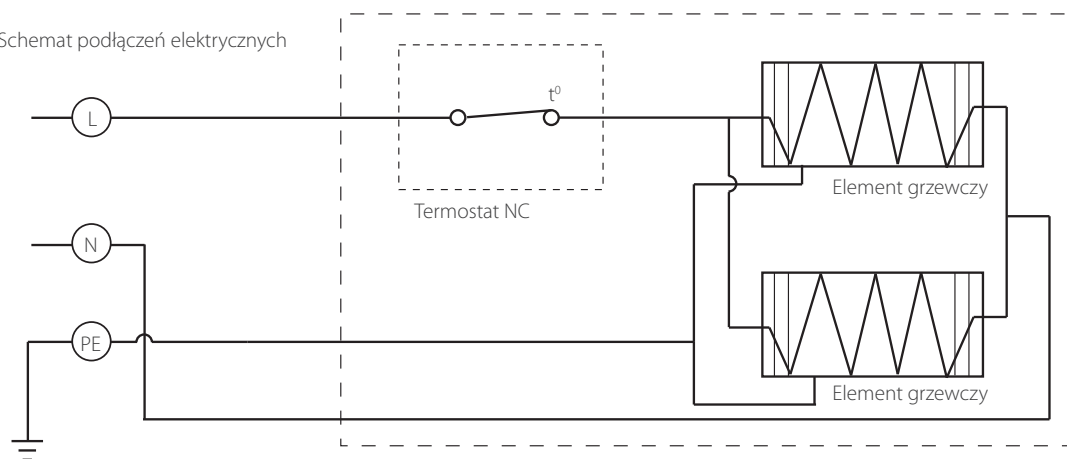 Schemat podłączeń elektrycznych
L
t⁰
Element grzewczy
Termostat NC
N
PE
Element grzewczy